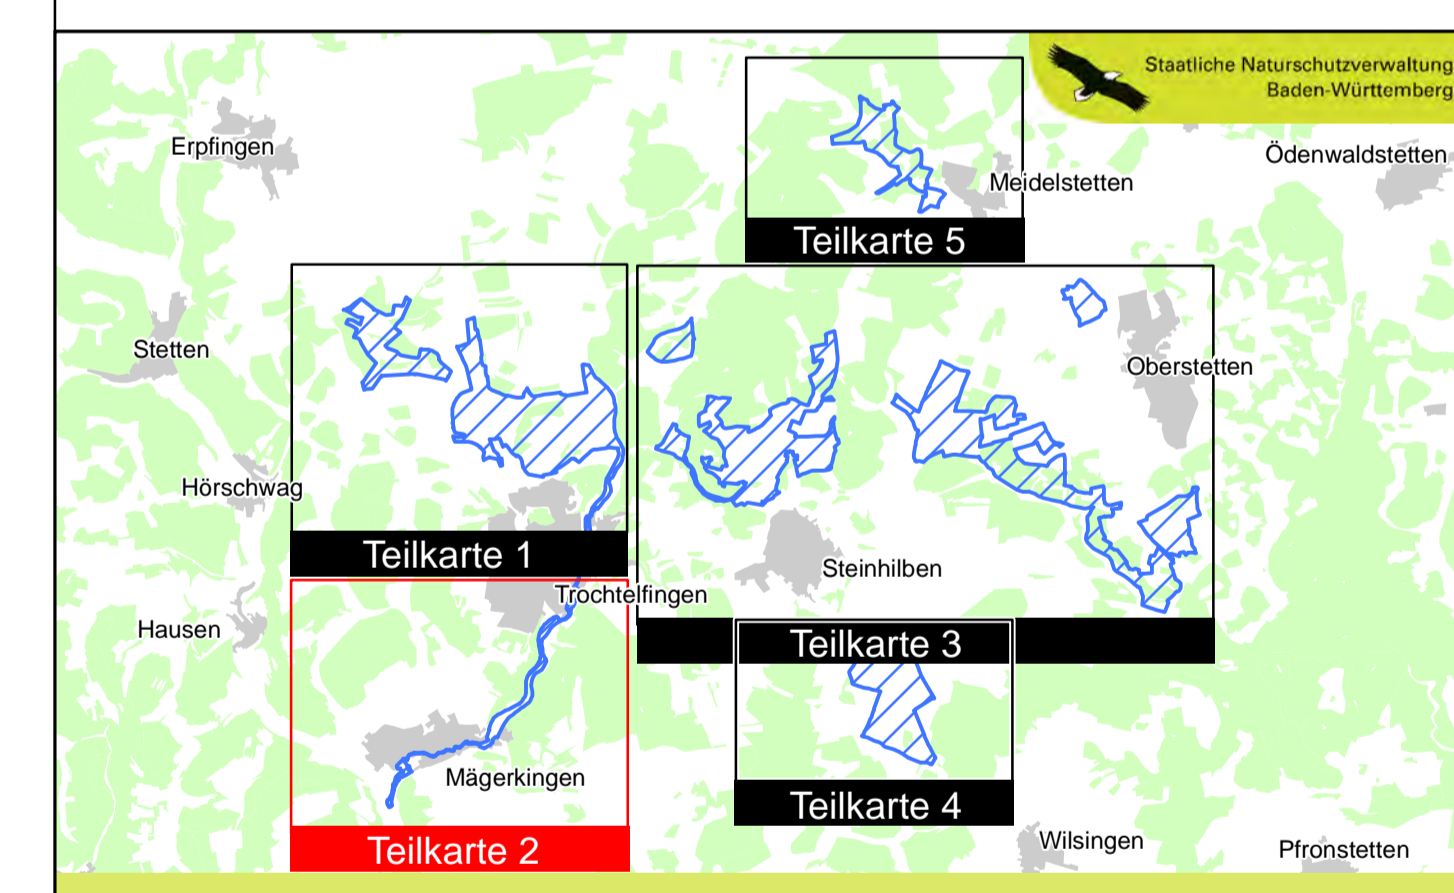 Staatliche Naturschutzverwaltung
Baden-Württemberg
Erpfingen
Ödenwaldstetten
Meidelstetten
Teilkarte 5
Stetten
Oberstetten
Hörschwag
Teilkarte 1
Steinhilben
Trochtelfingen
Hausen
Teilkarte 3
Mägerkingen
Teilkarte 4
Wilsingen
Pfronstetten
Teilkarte 2